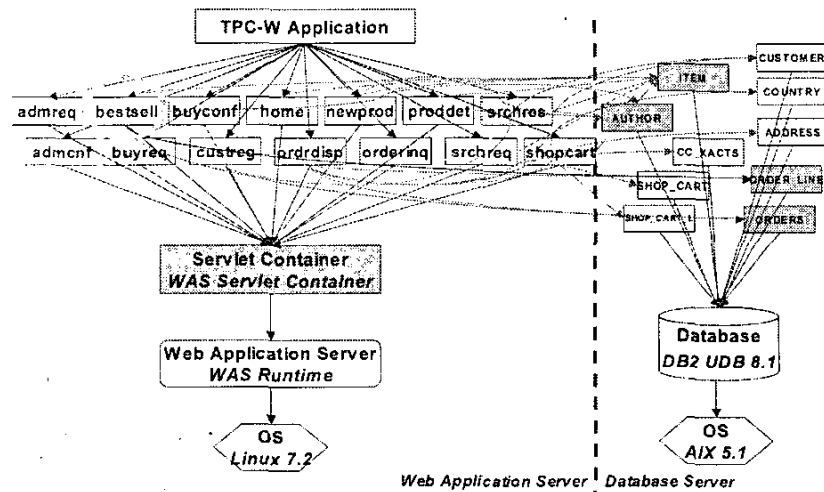 TPC-W Application
CUSTOMER
ITEM
COUNTRY
admreq bestsell buyconf home newprod proddet srchres
AUTHOR
ADDRESS
admcnf buyreq custreg ordrdisp orderinq srchreq shopcart
CC_XACTS
SHOP_CART
ORDER_LINE
SHOP_CART_L
ORDERS
Servlet Container
WAS Servlet Container
Database
DB2 UDB 8.1
Web Application Server
WAS Runtime
OS
Linux 7.2
OS
AIX 5.1
Web Application Server
Database Server